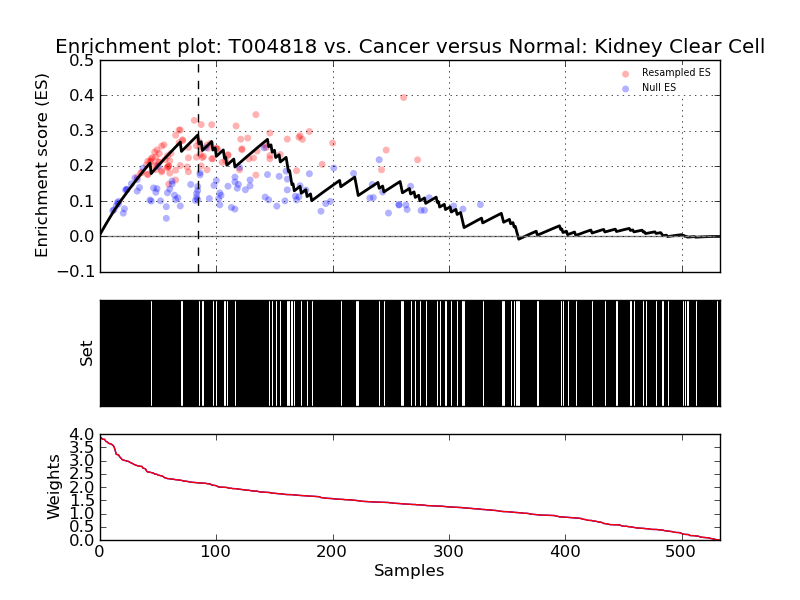 Enrichment plot: T004818 vs. Cancer versus Normal: Kidney Clear Cell
0.5
0.4
0.3
0.2
0.1
0.0
−0.1
Enrichment score (ES)
Resampled ES
Null ES
Set
4.0
3.5
3.0
2.5
2.0
1.5
1.0
0.5
0.0
Weights
0 100 200 300 400 500
Samples